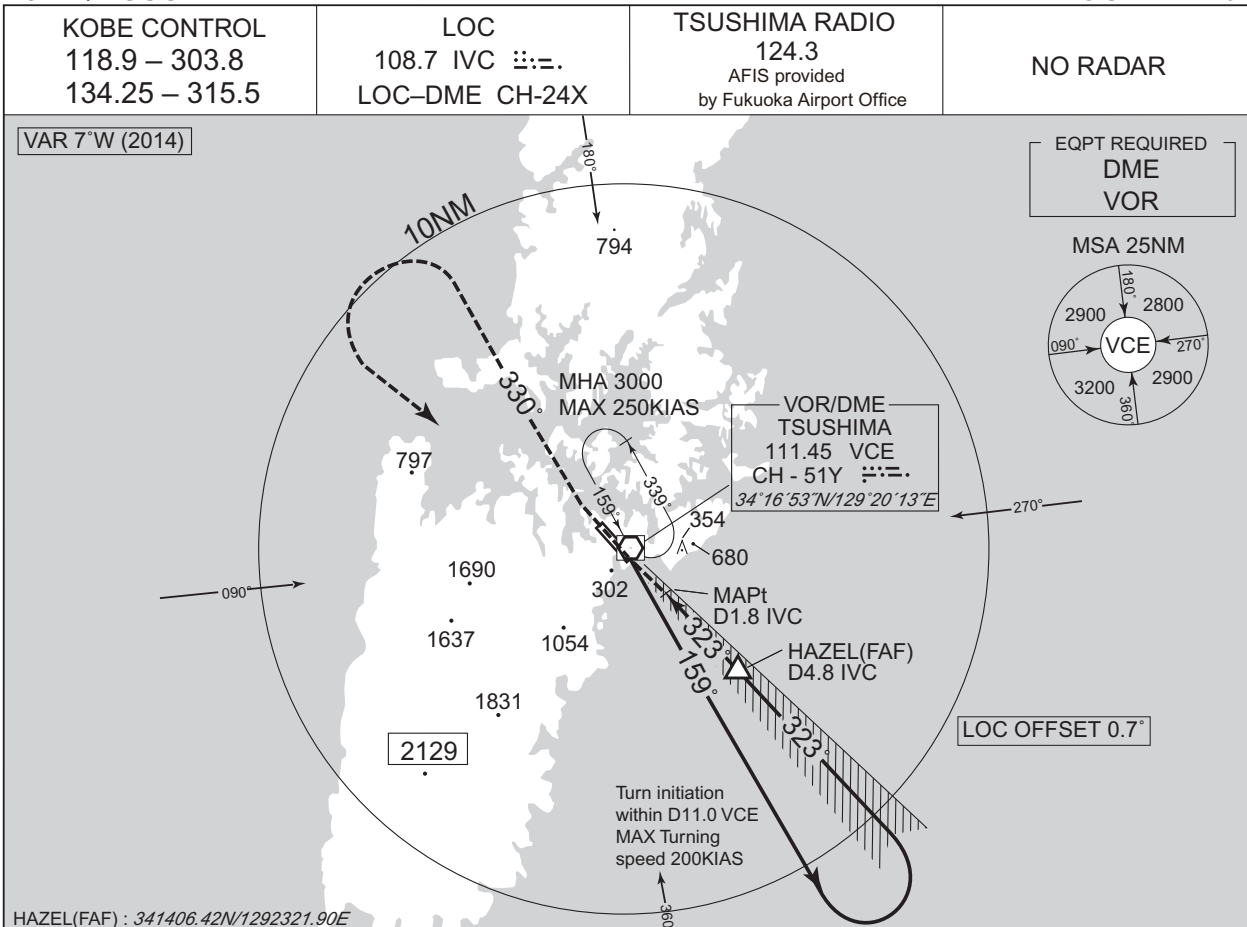 KOBE CONTROL
118.9 – 303.8
134.25 – 315.5
LOC
108.7 IVC
LOC–DME CH-24X
TSUSHIMA RADIO
124.3
AFIS provided
by Fukuoka Airport Office
NO RADAR
VAR 7°W (2014)
EQPT REQUIRED
DME
VOR
MSA 25NM
180°
2900
2800
090°
VCE
270°
3200
2900
360°
180°
10NM
794
330°
MHA 3000
MAX 250KIAS
159°
339°
VOR/DME
TSUSHIMA
111.45 VCE
CH - 51Y
34°16´53˝N/129°20´13˝E
797
354
680
270°
090°
1690
302
MAPt
D1.8 IVC
1637
1054
323°
159°
HAZEL(FAF)
D4.8 IVC
1831
323°
LOC OFFSET 0.7°
2129
Turn initiation
within D11.0 VCE
MAX Turning
speed 200KIAS
360°
HAZEL(FAF) : 341406.42N/1292321.90E